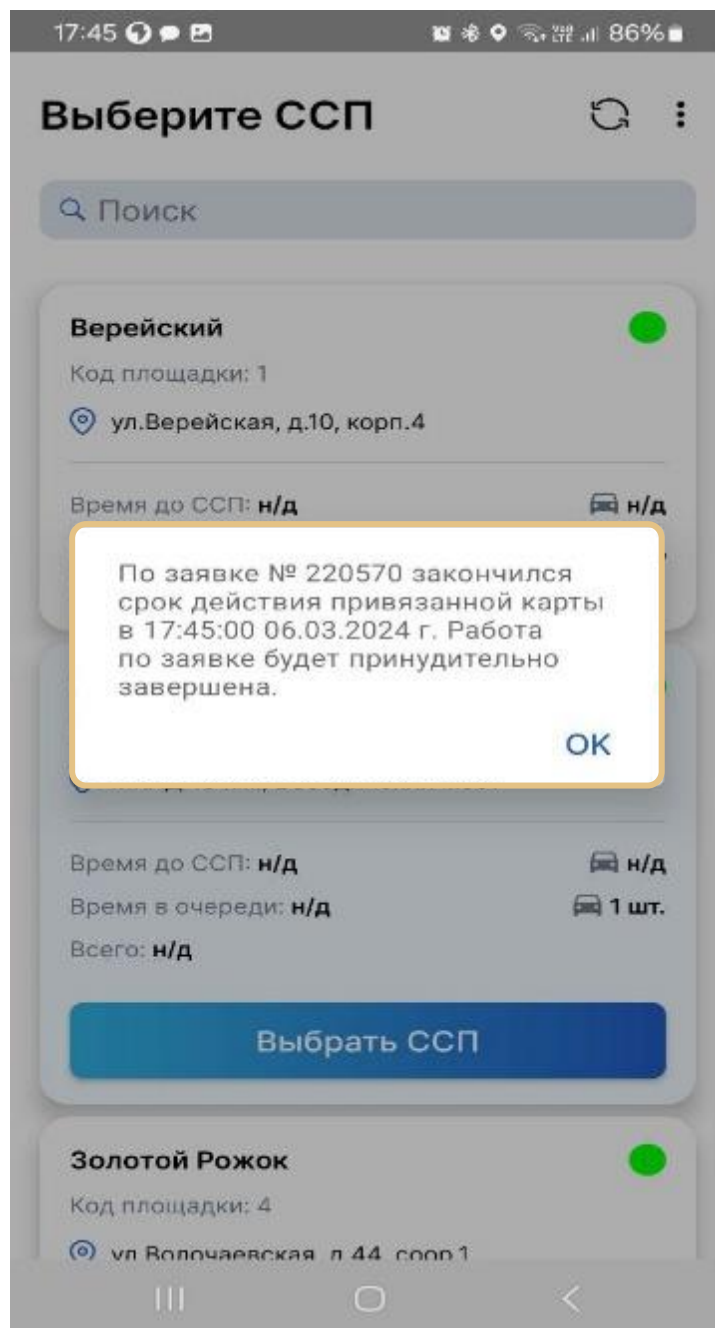 17:45 86%
Выберите ССП
Поиск
Верейский
Код площадки: 1
ул.Верейская, д.10, корп.4
Время до ССП: н/д н/д
По заявке № 220570 закончился
срок действия привязанной карты
в 17:45:00 06.03.2024 г. Работа
по заявке будет принудительно
завершена.
OK
Время до ССП: н/д н/д
Время в очереди: н/д 1 шт.
Всего: н/д
Выбрать ССП
Золотой Рожок
Код площадки: 4
ул Волочаевская д 44 соор 1